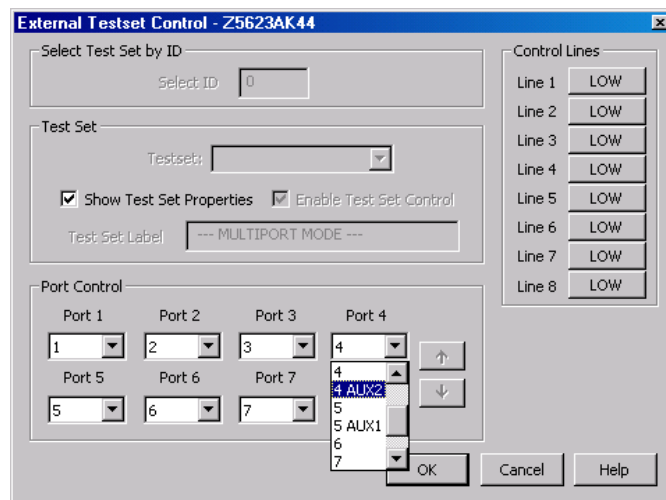 External Testset Control - Z5623AK44
Select Test Set by ID
Select ID 0
Test Set
Testset:
Show Test Set Properties Enable Test Set Control
Test Set Label --- MULTIPORT MODE ---
Control Lines
Line 1 LOW
Line 2 LOW
Line 3 LOW
Line 4 LOW
Line 5 LOW
Line 6 LOW
Line 7 LOW
Line 8 LOW
Port Control
Port 1 Port 2 Port 3 Port 4
1 2 3 4
Port 5 Port 6 Port 7
5 6 7
4
4 AUX2
5
5 AUX1
6
7
OK Cancel Help